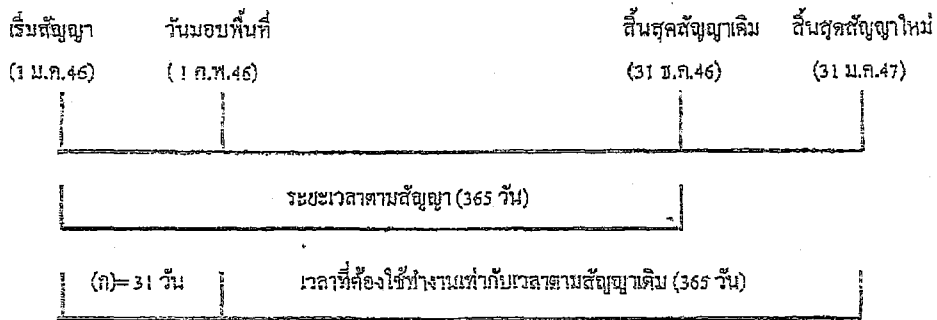 เริ่มสัญญา วันมอบพื้นที่ สิ้นสุดสัญญาเดิม สิ้นสุดสัญญาใหม่
(1 ม.ค.46) (1 ก.พ.46) (31 ธ.ค.46) (31 ม.ค.47)
ระยะเวลาตามสัญญา (365 วัน)
(ก)= 31 วัน เวลาที่ต้องใช้ทำงานเท่ากับเวลาตามสัญญาเดิม (365 วัน)